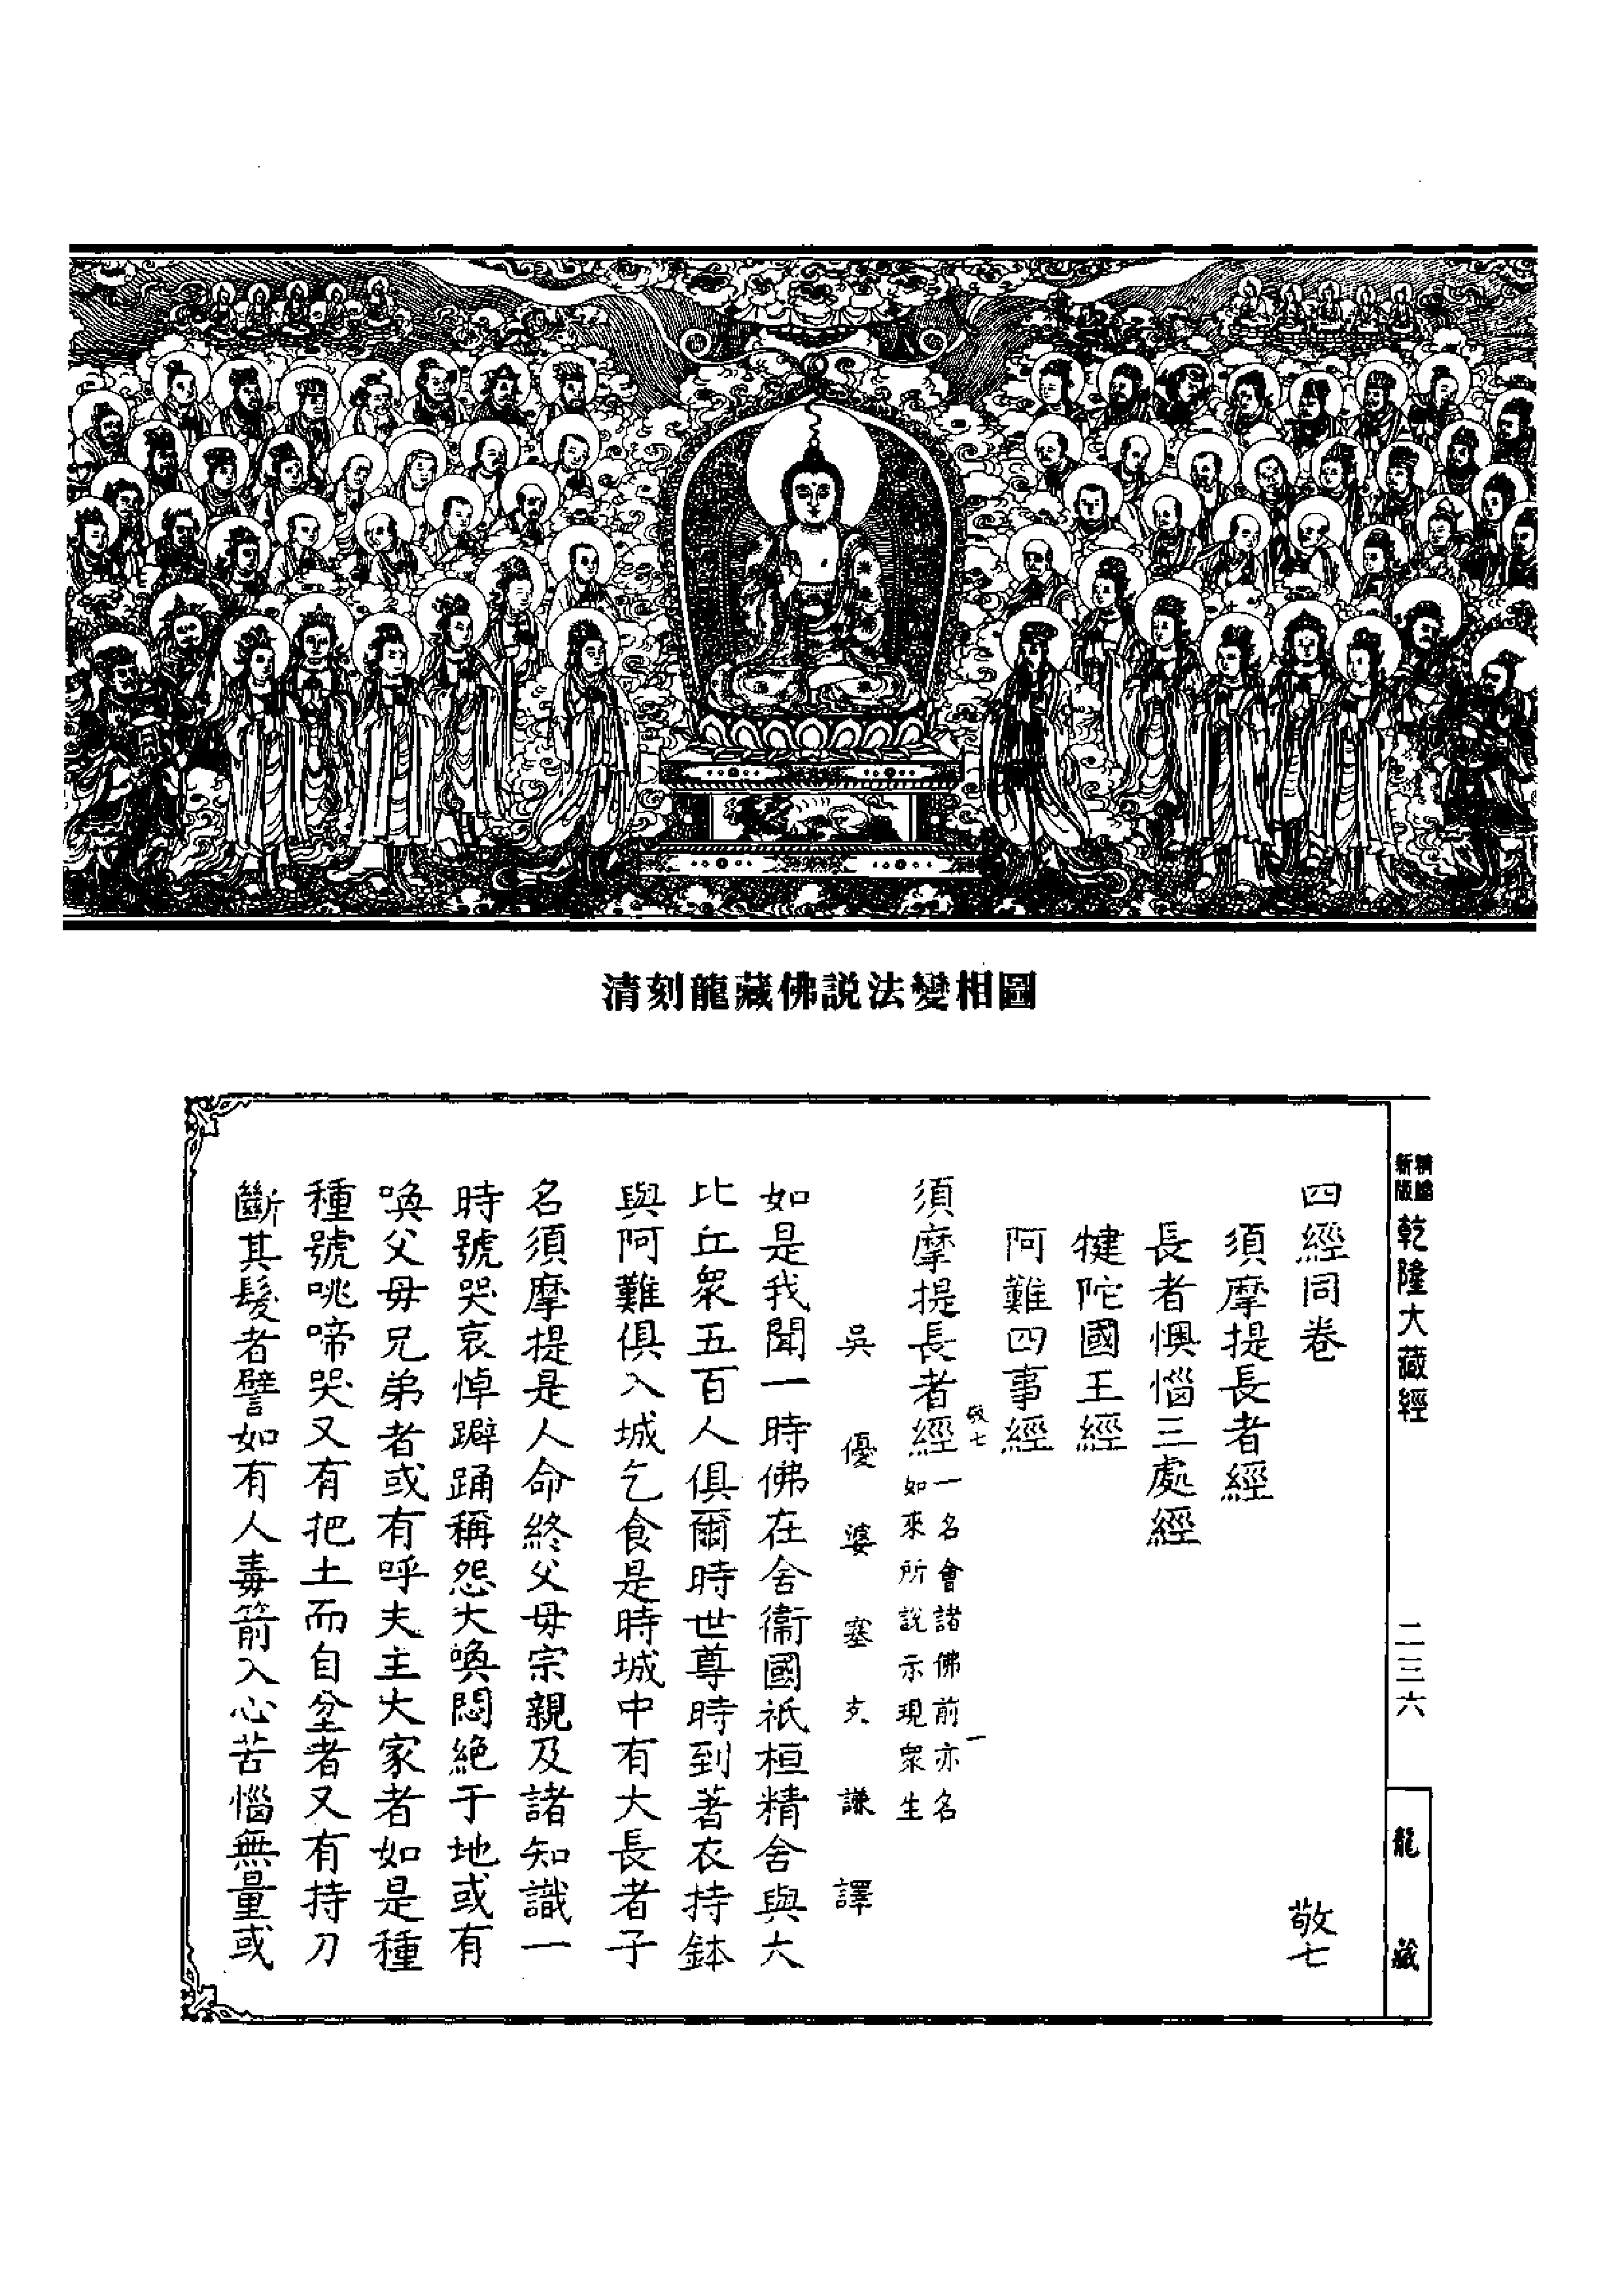 清刻龍藏佛説法變相圖
新版
精縮
乾隆大藏經
二三六
龍藏
四經同卷
敬七
須摩提長者經
長者懊惱三處經
犍陀國王經
阿難四事經
敬七
一
須摩提長者經
一名會諸佛前亦名
如來所説示現衆生
吳優婆塞支謙譯
如是我聞一時佛在舍衞國祇桓精舍與大
比丘衆五百人俱爾時世尊時到著衣持鉢
與阿難俱入城乞食是時城中有大長者子
名須摩提是人命終父母宗親及諸知識一
時號哭哀悼躃踊稱怨大喚悶絶于地或有
喚父母兄弟者或有呼夫主大家者如是種
種號咷啼哭又有把土而自坌者又有持刀
斷其髮者譬如有人毒箭入心苦惱無量或